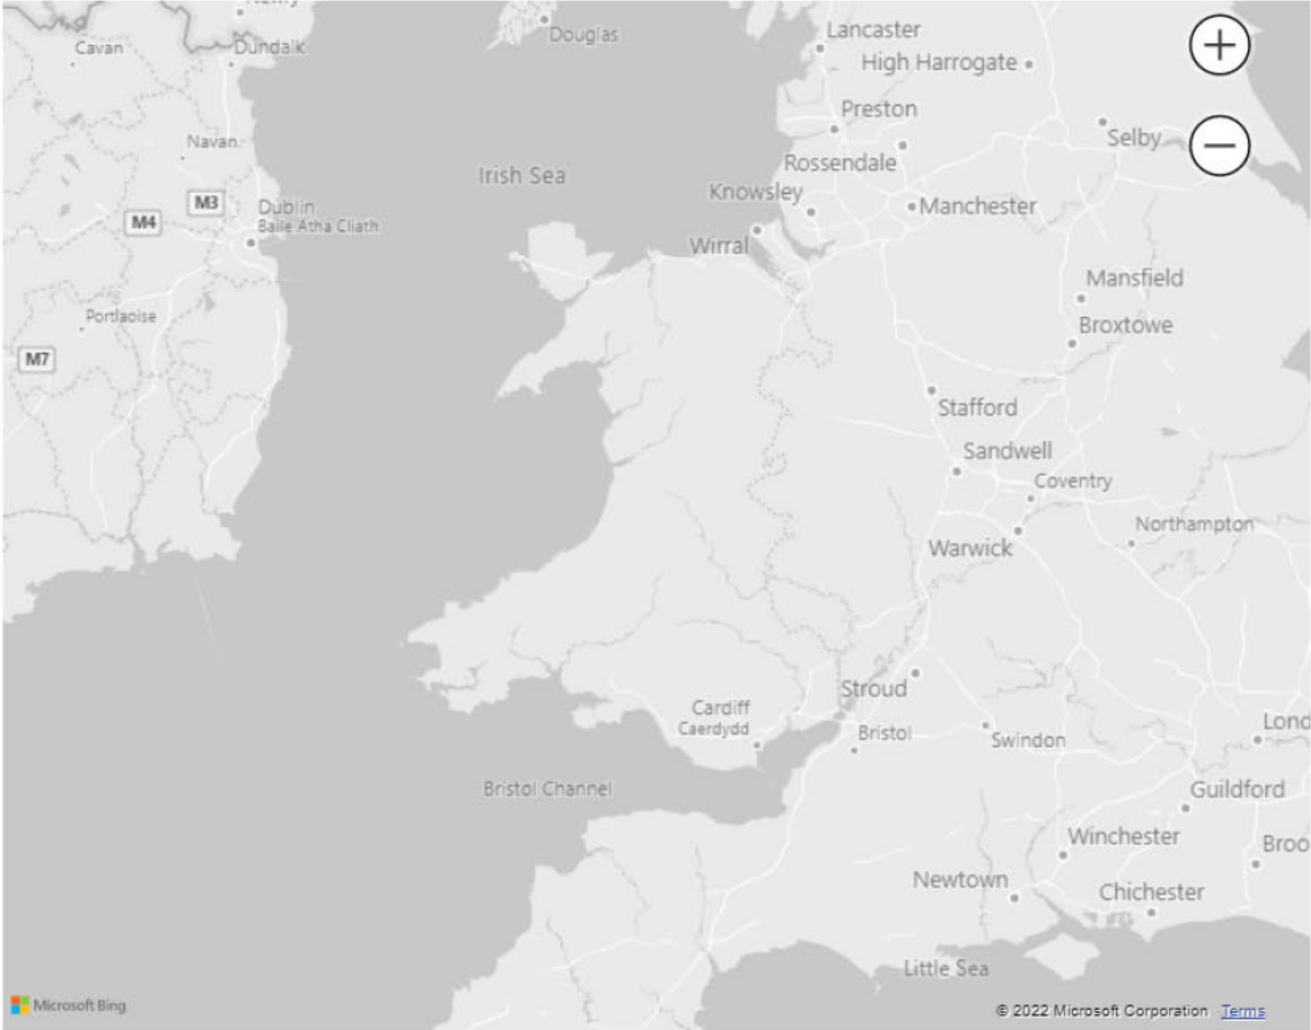 Newry
Cavan
Dundalk
Douglas
Lancaster
High Harrogate
Preston
Selby
Navan
Rossendale
Irish Sea
Knowsley
M3
M4
Dublin
Baile Atha Cliath
Manchester
Wirral
Mansfield
Portlaoise
Broxtowe
M7
Stafford
Sandwell
Coventry
Northampton
Warwick
Stroud
Cardiff
Caerdydd
Bristol
Swindon
Lond
Bristol Channel
Guildford
Winchester
Broo
Newtown
Chichester
Little Sea
Microsoft Bing
© 2022 Microsoft Corporation Terms